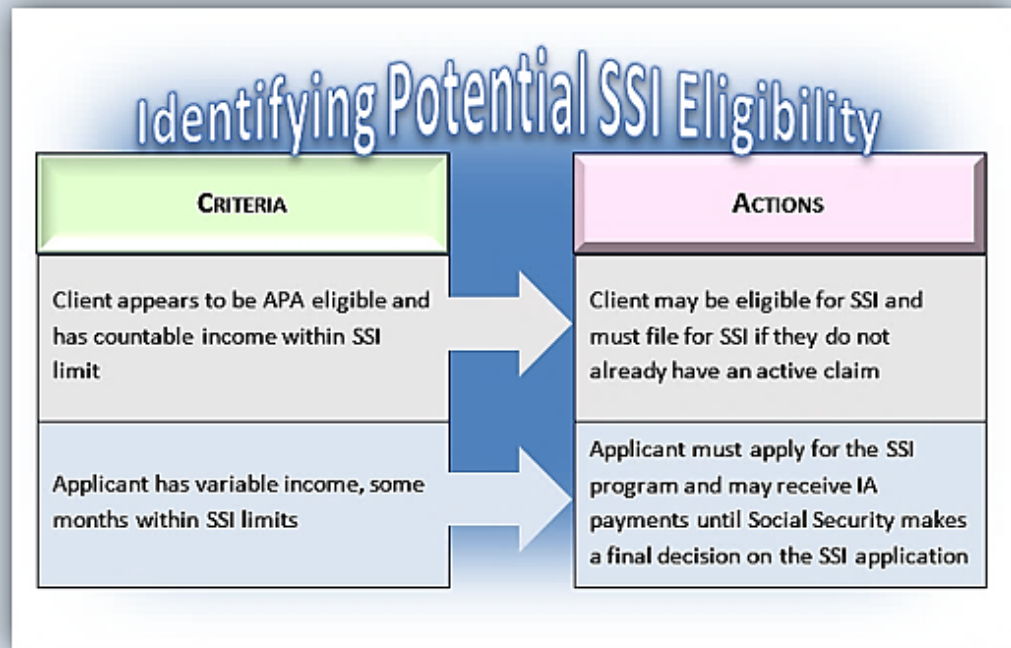 Identifying Potential SSI Eligibility
CRITERIA
ACTIONS
Client appears to be APA eligible and
has countable income within SSI
limit
Client may be eligible for SSI and
must file for SSI if they do not
already have an active claim
Applicant has variable income, some
months within SSI limits
Applicant must apply for the SSI
program and may receive IA
payments until Social Security makes
a final decision on the SSI application